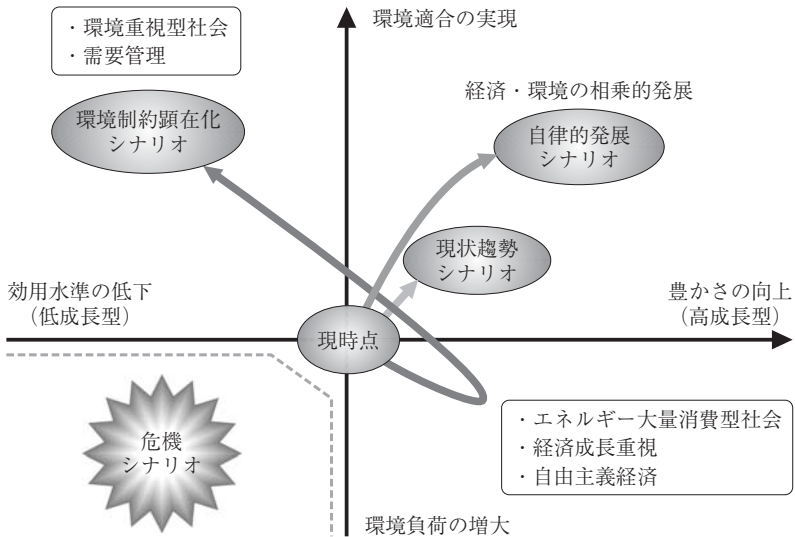 ・環境重視型社会
・需要管理
環境適合の実現
経済・環境の相乗的発展
環境制約顕在化
シナリオ
自律的発展
シナリオ
現状趨勢
シナリオ
効用水準の低下
（低成長型）
豊かさの向上
（高成長型）
現時点
・エネルギー大量消費型社会
・経済成長重視
・自由主義経済
危機
シナリオ
環境負荷の増大